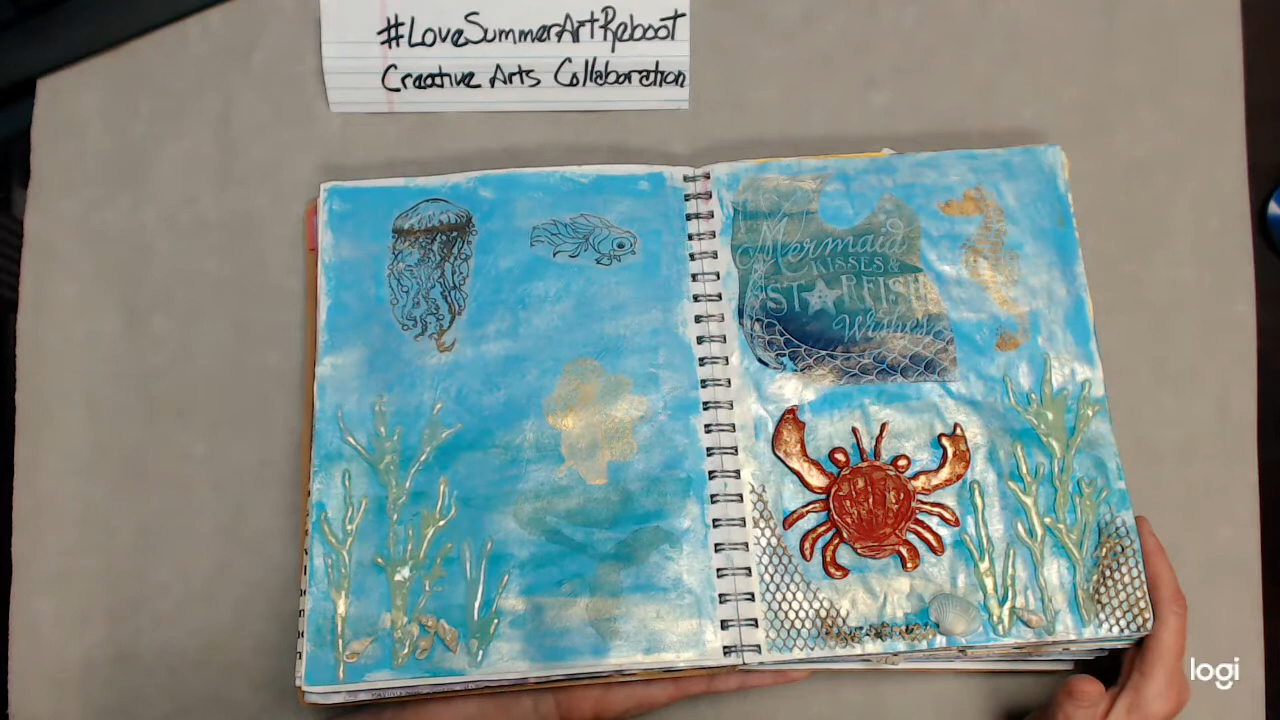 #LoveSummerArtReboot
Creative Arts Collaboration
Mermaid
KISSES &
STARFISH
Wishes
logi